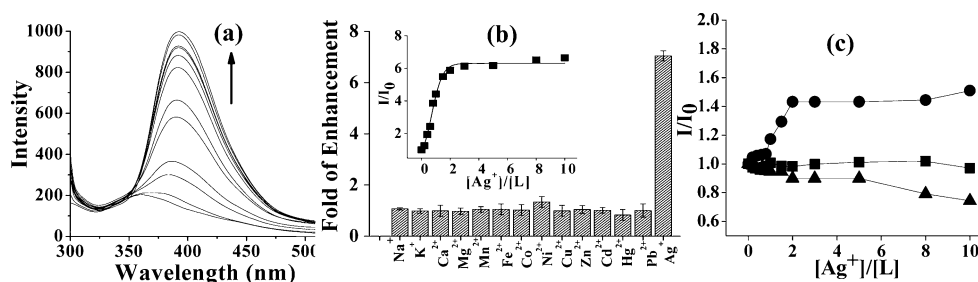 (a)
1000
800
600
400
200
0
Intensity
300 350 400 450 500
Wavelength (nm)
(b)
8
6
4
2
0
Fold of Enhancement
8
6
4
2
I/I0
0 2 4 6 8 10
[Ag+]/[L]
Na+
K+
Ca2+
Mg2+
Mn2+
Fe2+
Co2+
Ni2+
Cu2+
Zn2+
Cd2+
Hg2+
Pb2+
Ag+
(c)
1.8
1.6
1.4
1.2
1.0
0.8
0.6
I/I0
0 2 4 6 8 10
[Ag+]/[L]